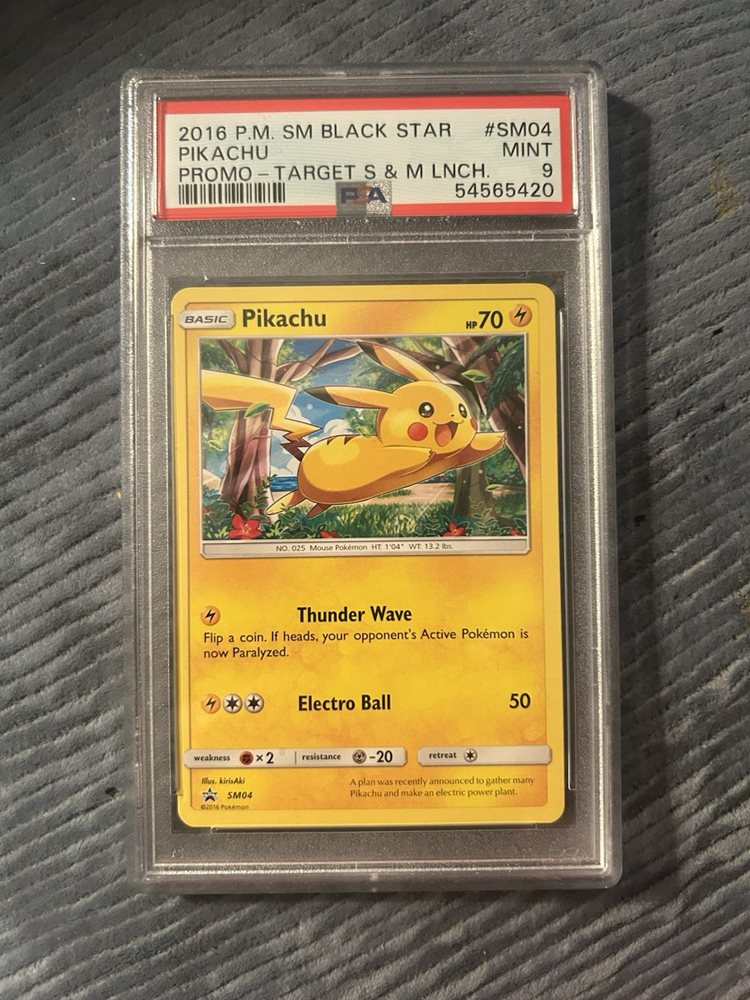 2016 P.M. SM BLACK STAR #SM04
PIKACHU MINT
PROMO - TARGET S & M LNCH. 9
PSA 54565420
BASIC Pikachu HP70
NO. 025 Mouse Pokémon HT: 1'04" WT: 13.2 lbs.
Thunder Wave
Flip a coin. If heads, your opponent's Active Pokémon is
now Paralyzed.
Electro Ball 50
weakness ×2 resistance -20 retreat
Illus. kirisAki
SM04
©2016 Pokémon
A plan was recently announced to gather many
Pikachu and make an electric power plant.